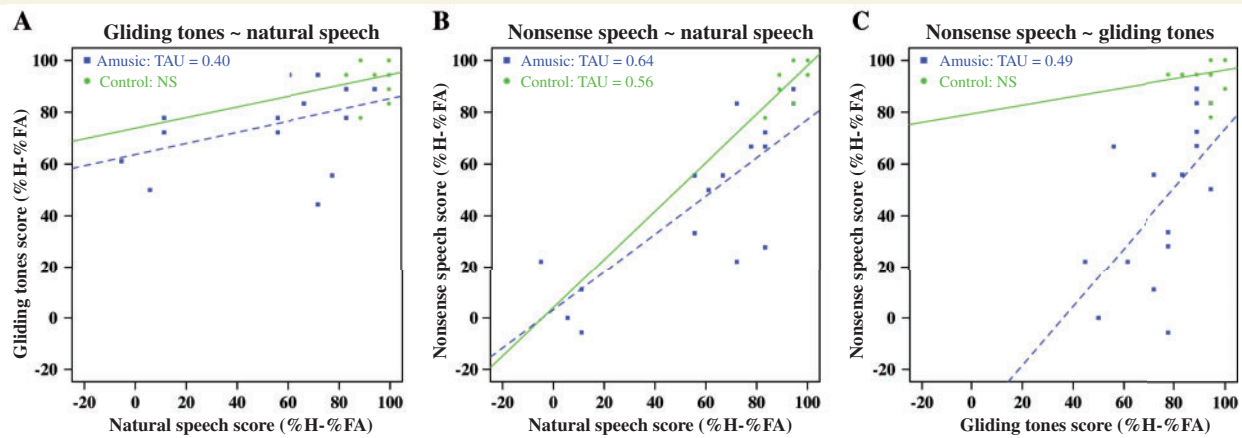 A
Gliding tones ~ natural speech
Amusic: TAU = 0.40
Control: NS
Gliding tones score (%H-%FA)
100
80
60
40
20
0
-20
-20 0 20 40 60 80 100
Natural speech score (%H-%FA)
B
Nonsense speech ~ natural speech
Amusic: TAU = 0.64
Control: TAU = 0.56
Nonsense speech score (%H-%FA)
100
80
60
40
20
0
-20
-20 0 20 40 60 80 100
Natural speech score (%H-%FA)
C
Nonsense speech ~ gliding tones
Amusic: TAU = 0.49
Control: NS
Nonsense speech score (%H-%FA)
100
80
60
40
20
0
-20
-20 0 20 40 60 80 100
Gliding tones score (%H-%FA)